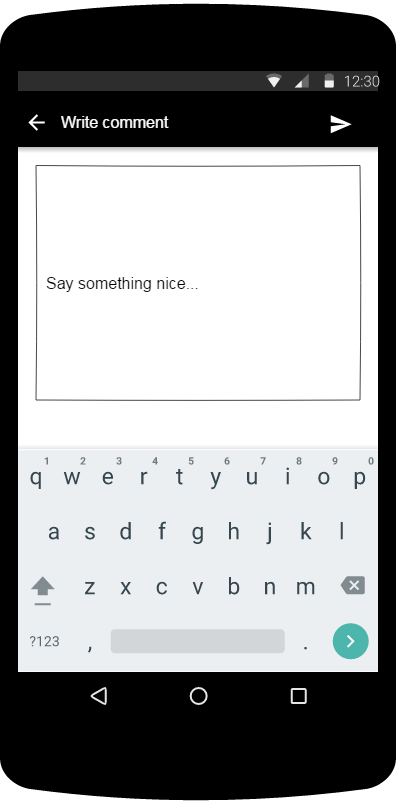 12:30
Write comment
Say something nice...
1 2 3 4 5 6 7 8 9 0
q w e r t y u i o p
a s d f g h j k l
z x c v b n m
?123 , .